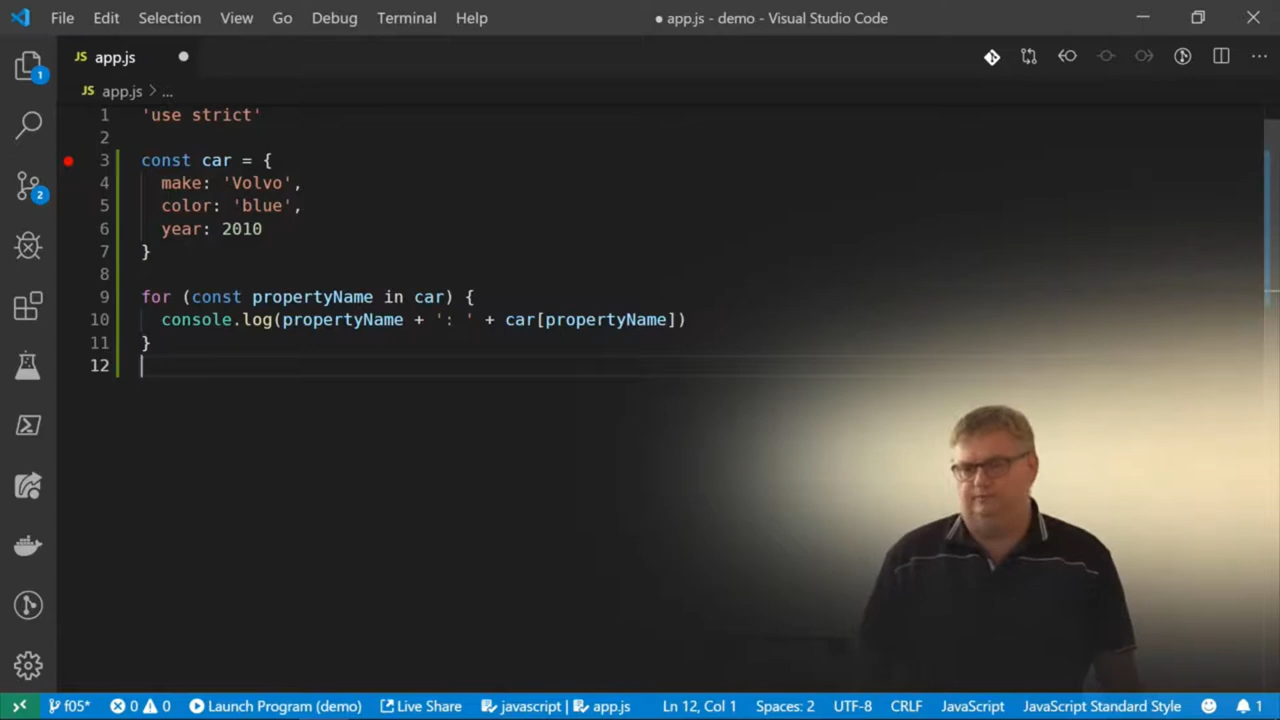 File Edit Selection View Go Debug Terminal Help ● app.js - demo - Visual Studio Code
JS app.js ●
JS app.js > ...
1 'use strict'
2
3 const car = {
4 make: 'Volvo',
5 color: 'blue',
6 year: 2010
7 }
8
9 for (const propertyName in car) {
10 console.log(propertyName + ': ' + car[propertyName])
11 }
12
1
2
f05* 0 0 Launch Program (demo) Live Share javascript | app.js Ln 12, Col 1 Spaces: 2 UTF-8 CRLF JavaScript JavaScript Standard Style 1